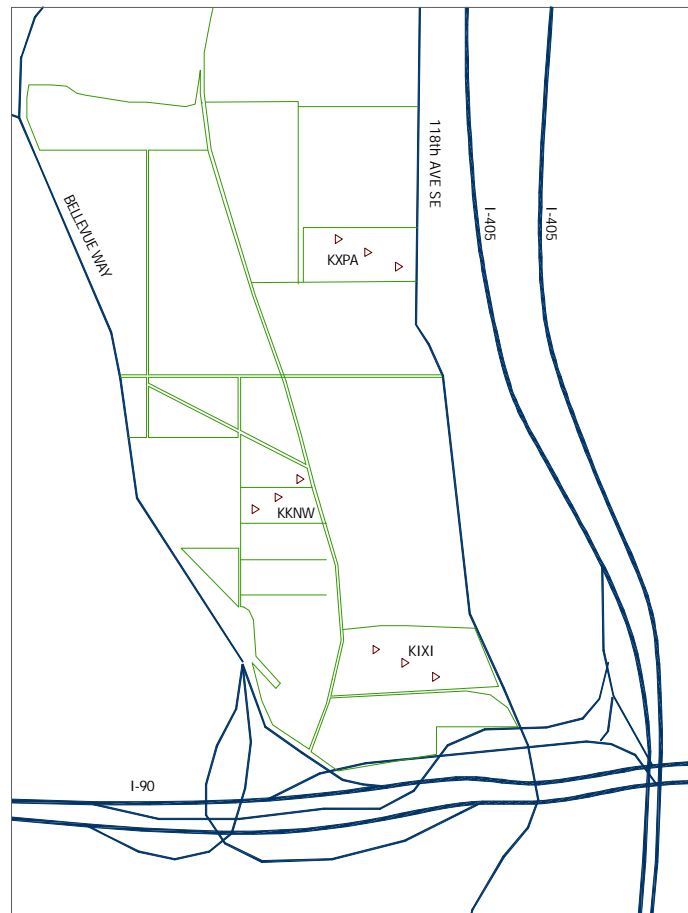 118th AVE SE
BELLEVUE WAY
I-405
I-405
KXPA
KKNW
KIXI
I-90